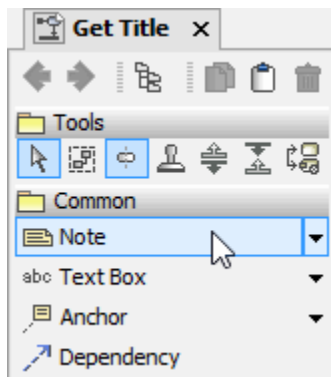 Get Title x
Tools
Common
Note
abc Text Box
Anchor
Dependency